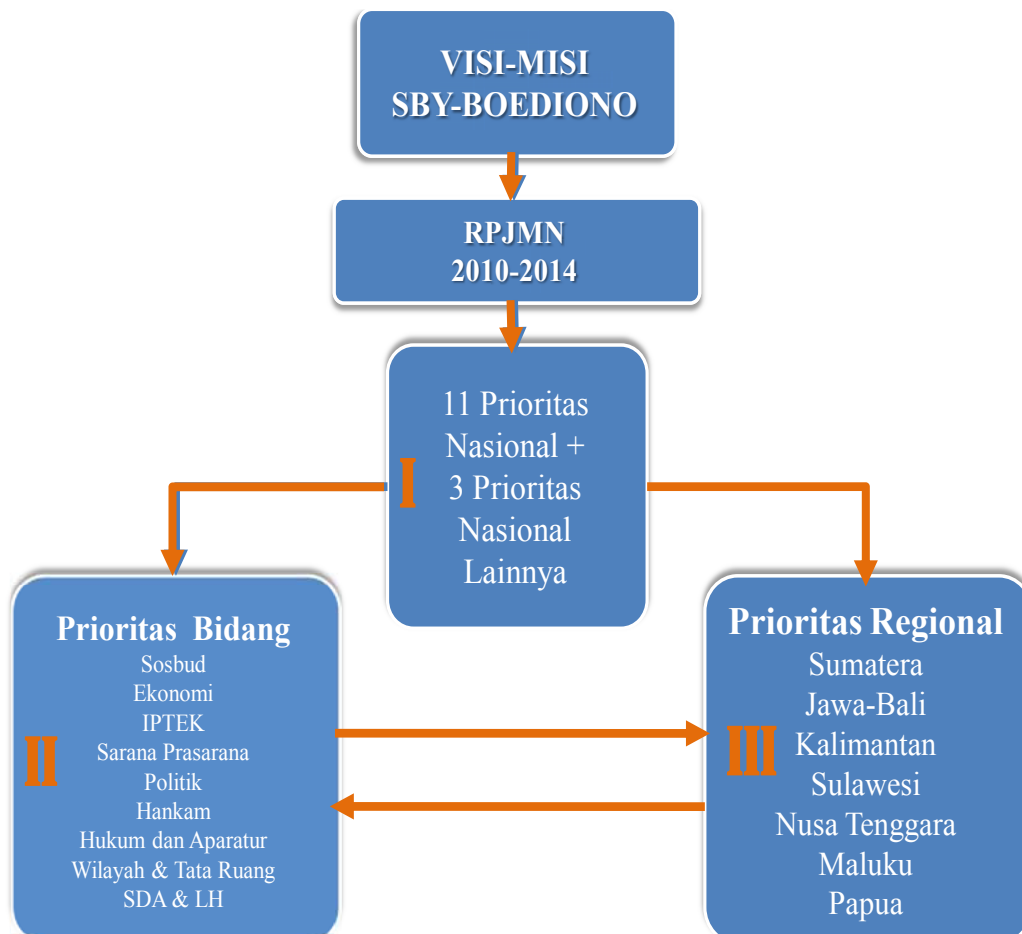 VISI-MISI
SBY-BOEDIONO
RPJMN
2010-2014
I
11 Prioritas
Nasional +
3 Prioritas
Nasional
Lainnya
II
Prioritas Bidang
Sosbud
Ekonomi
IPTEK
Sarana Prasarana
Politik
Hankam
Hukum dan Aparatur
Wilayah & Tata Ruang
SDA & LH
III
Prioritas Regional
Sumatera
Jawa-Bali
Kalimantan
Sulawesi
Nusa Tenggara
Maluku
Papua